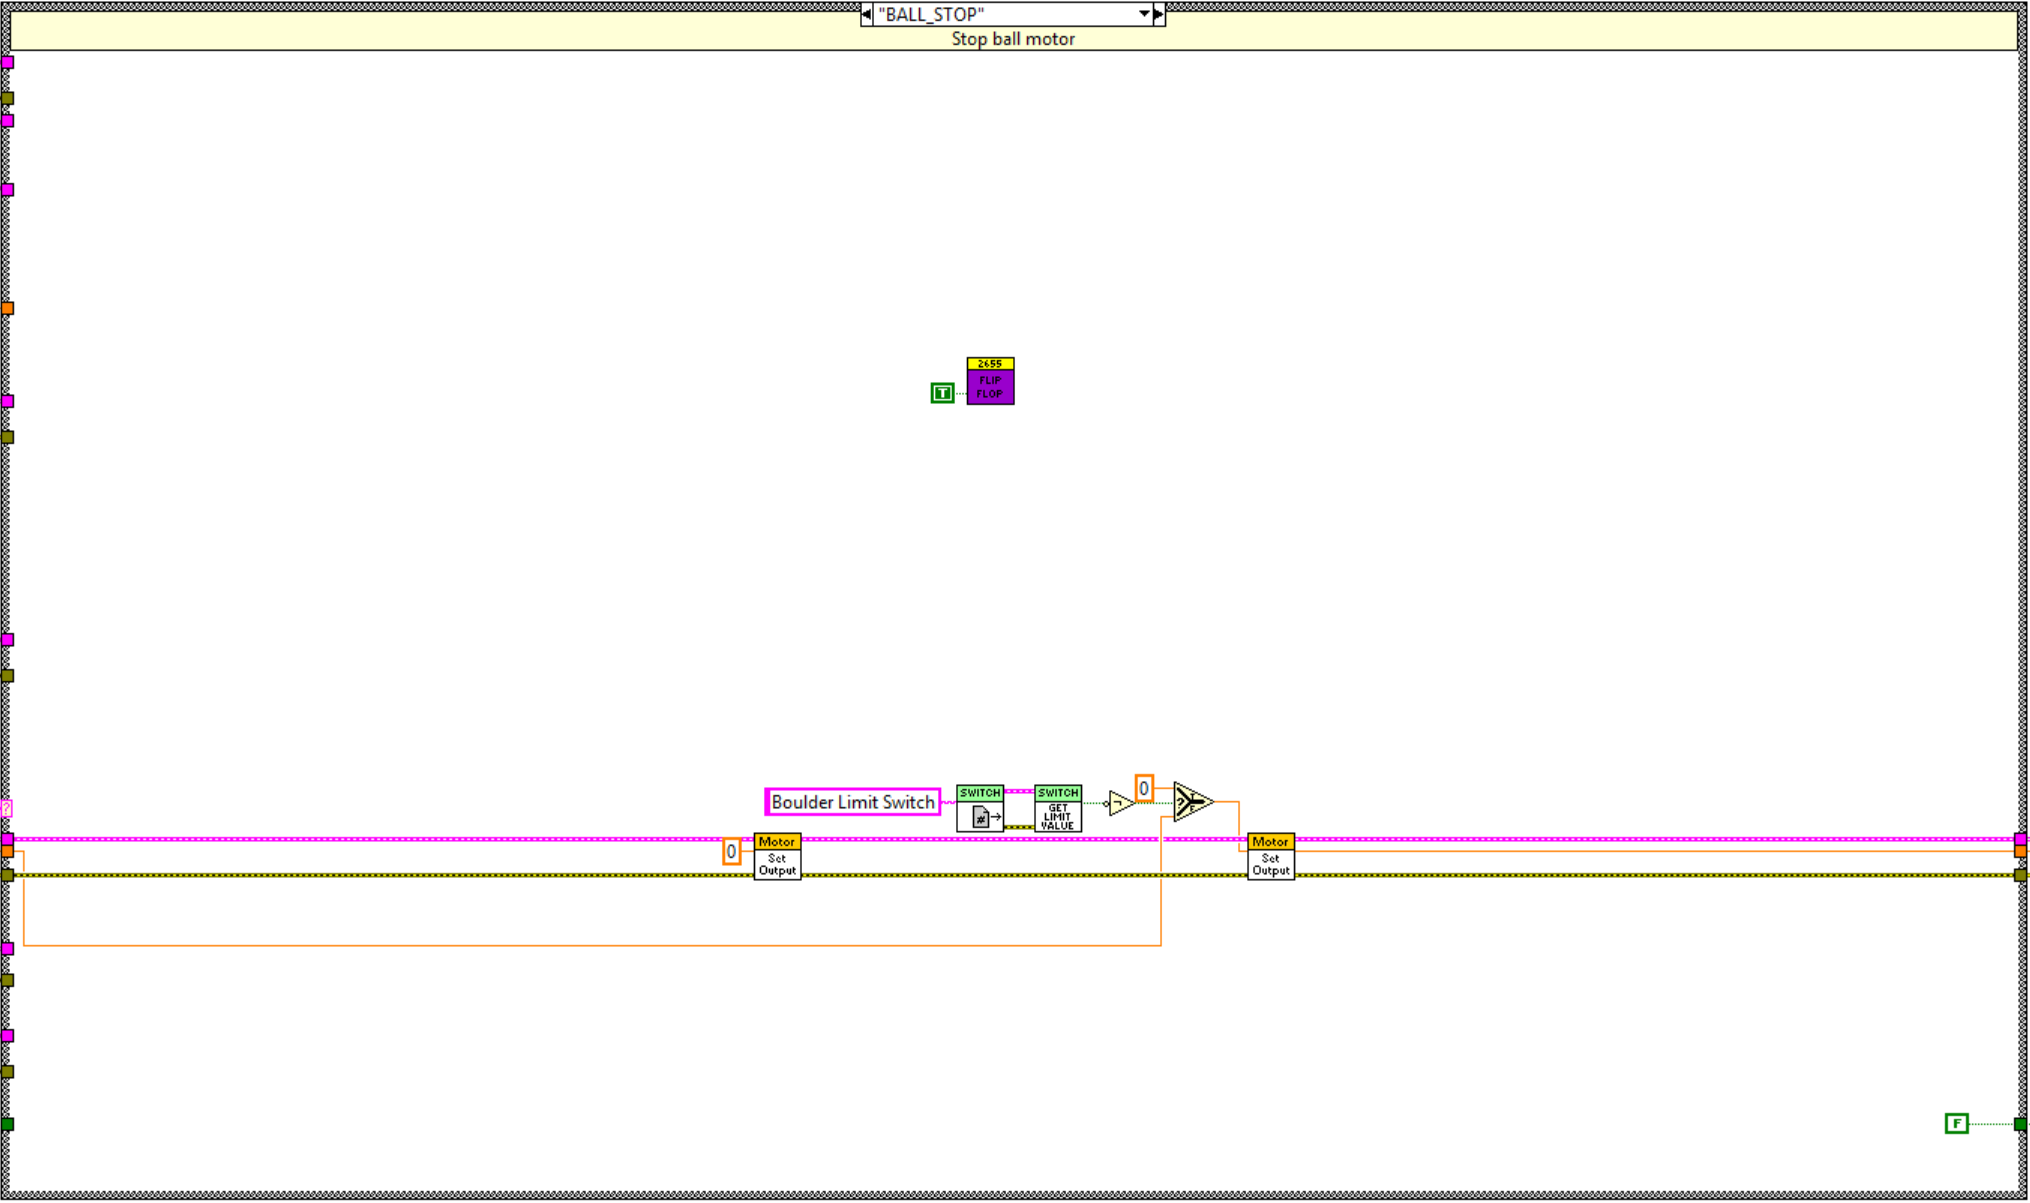 "BALL_STOP"
Stop ball motor
2655
FLIP
FLOP
T
Boulder Limit Switch
SWITCH
#
SWITCH
GET
LIMIT
VALUE
0
?
T
F
?
0
Motor
Set
Output
Motor
Set
Output
F